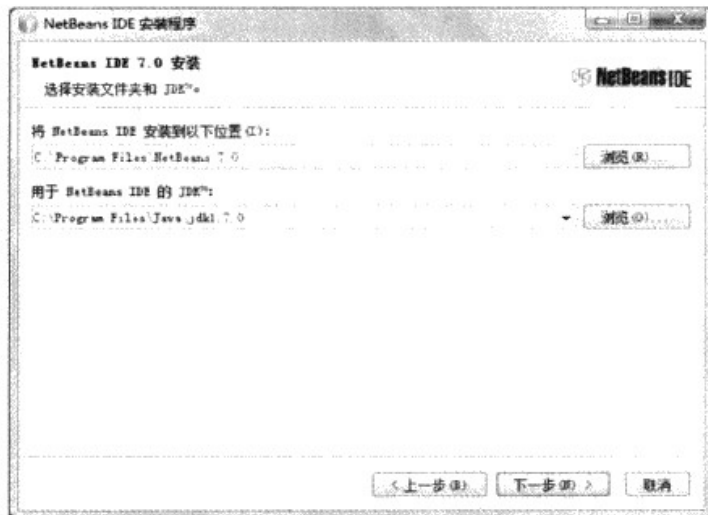 NetBeans IDE 安装程序
NetBeans IDE 7.0 安装
选择安装文件夹和 JDK™。
NetBeans IDE
将 NetBeans IDE 安装到以下位置(I):
C:\Program Files\NetBeans 7.0
浏览(R)...
用于 NetBeans IDE 的 JDK™:
C:\Program Files\Java\jdk1.7.0
浏览(O)...
<上一步(B)
下一步(N) >
取消